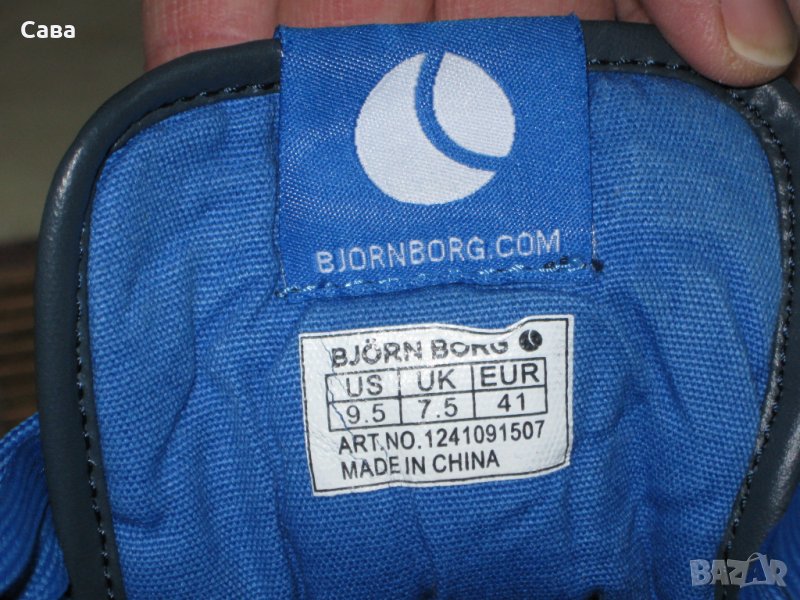 Сава
BJORNBORG.COM
BJÖRN BORG
US UK EUR
9.5 7.5 41
ART.NO.1241091507
MADE IN CHINA
BAZAR